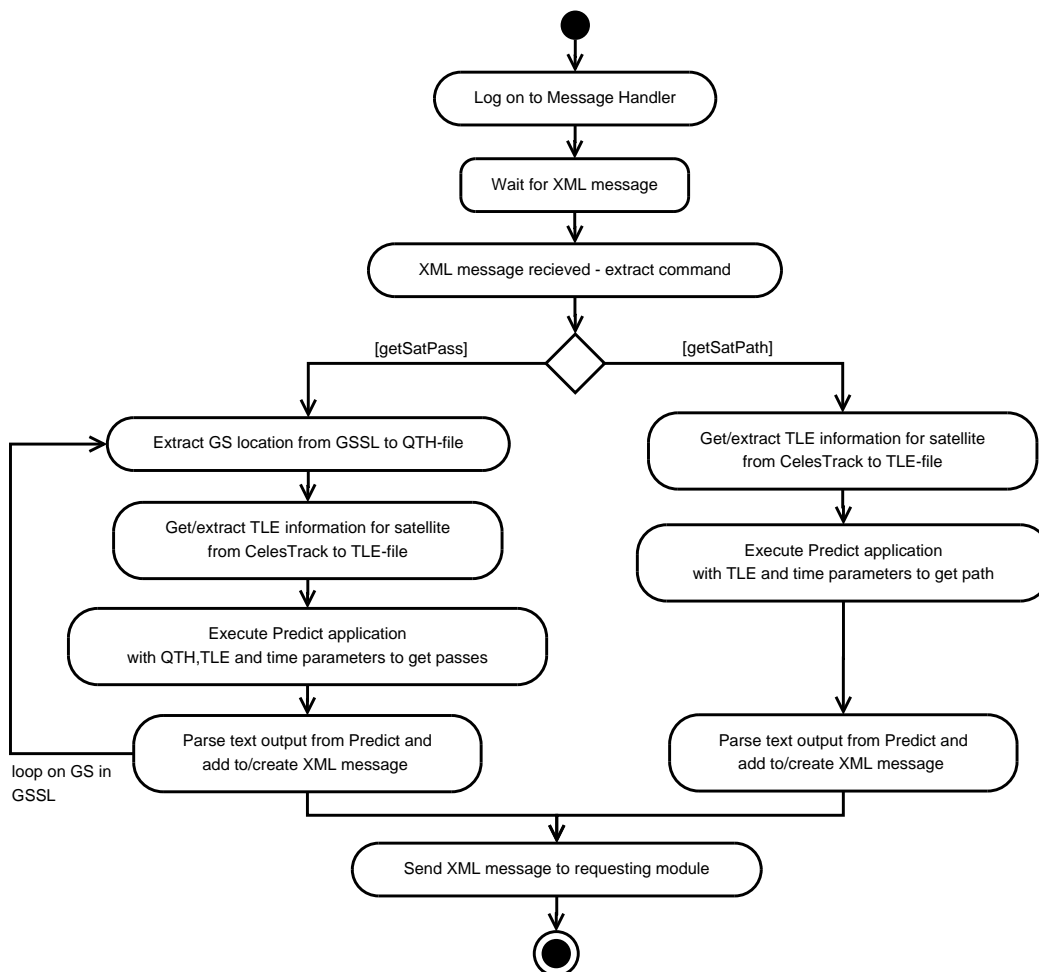 Log on to Message Handler
Wait for XML message
XML message recieved - extract command
[getSatPass]
[getSatPath]
Extract GS location from GSSL to QTH-file
Get/extract TLE information for satellite
from CelesTrack to TLE-file
Execute Predict application
with QTH,TLE and time parameters to get passes
Parse text output from Predict and
add to/create XML message
loop on GS in
GSSL
Get/extract TLE information for satellite
from CelesTrack to TLE-file
Execute Predict application
with TLE and time parameters to get path
Parse text output from Predict and
add to/create XML message
Send XML message to requesting module